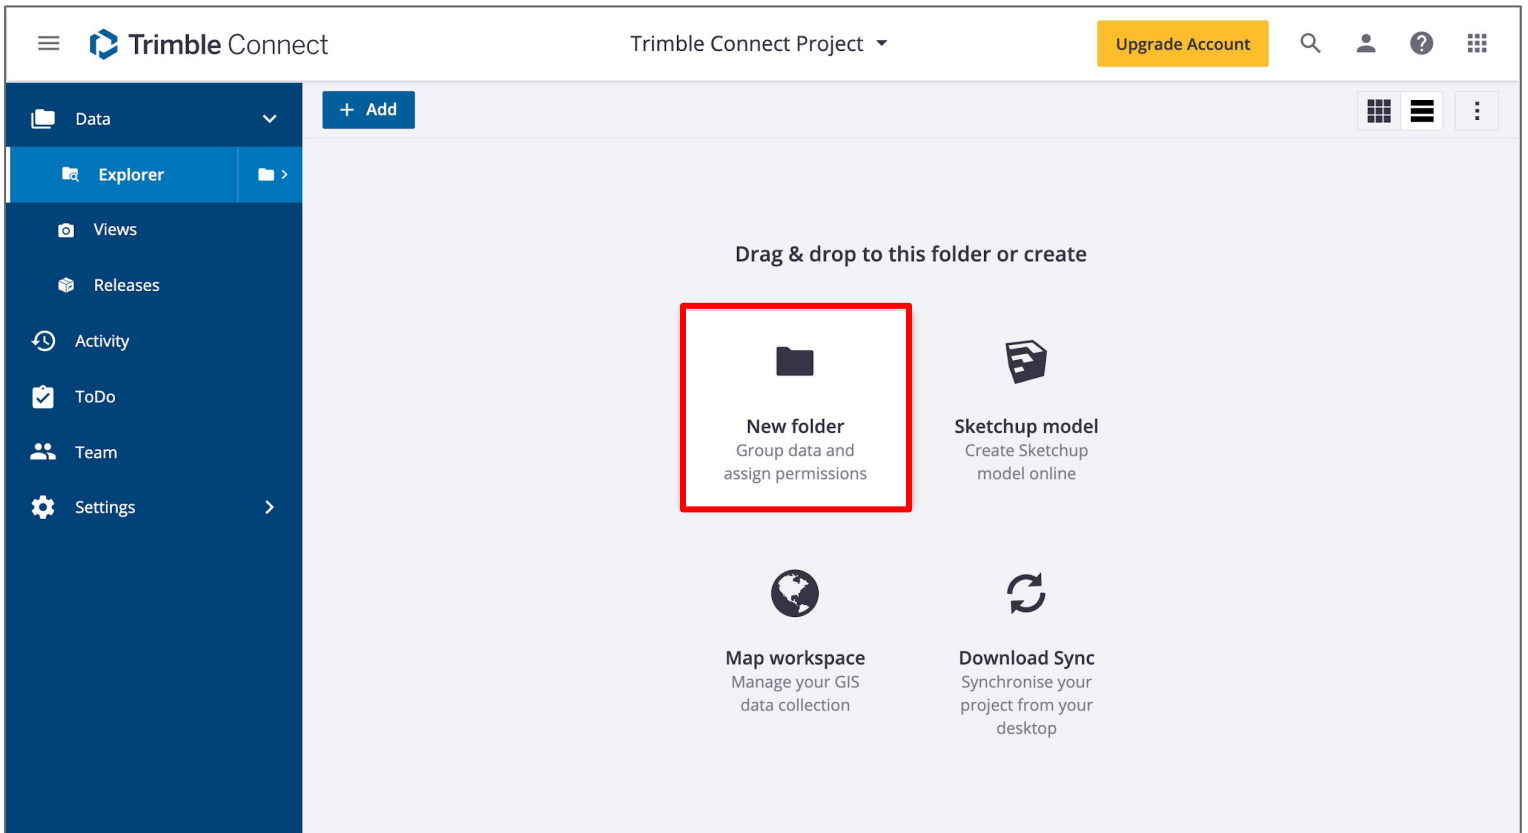 Trimble Connect
Trimble Connect Project
Upgrade Account
Data
+ Add
Explorer
Views
Releases
Activity
ToDo
Team
Settings
Drag & drop to this folder or create
New folder
Group data and
assign permissions
Sketchup model
Create Sketchup
model online
Map workspace
Manage your GIS
data collection
Download Sync
Synchronise your
project from your
desktop